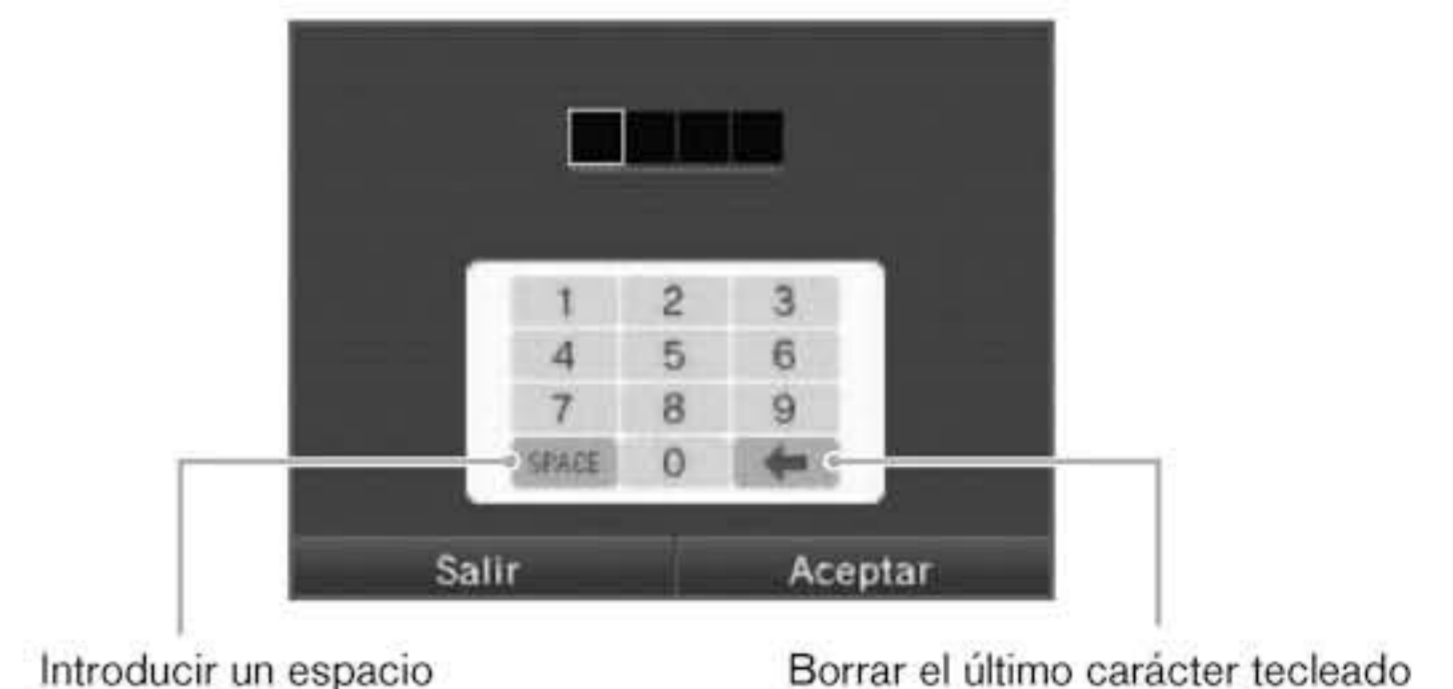 1 2 3
4 5 6
7 8 9
SPACE 0
Salir Aceptar
Introducir un espacio Borrar el último carácter tecleado